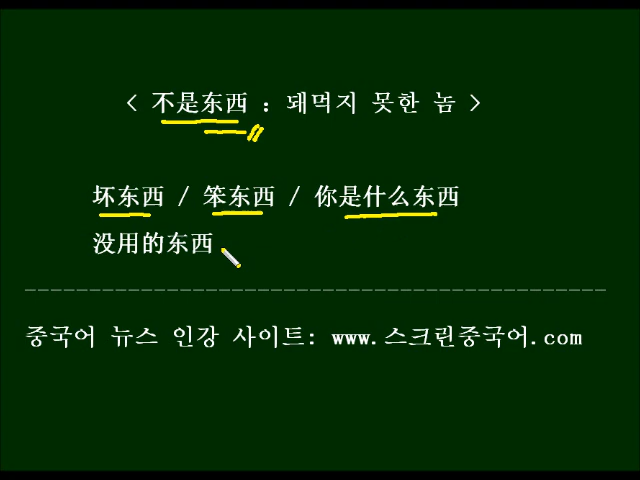 < 不是东西 : 돼먹지 못한 놈 >
坏东西 / 笨东西 / 你是什么东西
没用的东西
중국어 뉴스 인강 사이트: www.스크린중국어.com